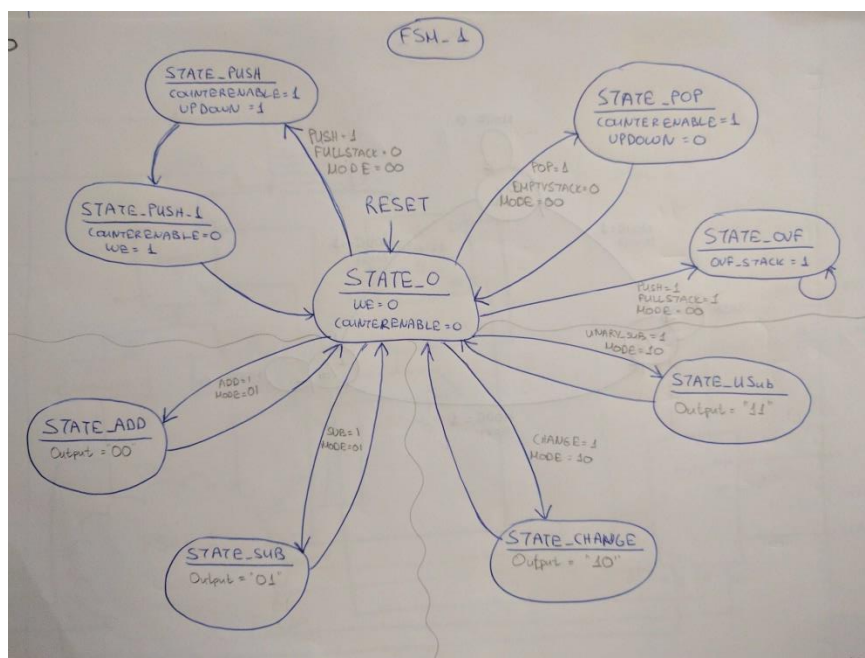 FSM_1
STATE_PUSH
COUNTERENABLE=1
UPDOWN =1
STATE_POP
COUNTERENABLE=1
UPDOWN =0
PUSH=1
FULLSTACK=0
MODE=00
POP=1
EMPTYSTACK=0
MODE=00
STATE_PUSH_1
COUNTERENABLE=0
WE=1
RESET
STATE_OVF
OVF_STACK=1
STATE_0
WE=0
COUNTERENABLE=0
PUSH=1
FULLSTACK=1
MODE=00
UNARY_SUB=1
MODE=10
STATE_USub
Output = "11"
ADD=1
MODE=01
STATE_ADD
Output = "00"
SUB=1
MODE=01
CHANGE=1
MODE=10
STATE_SUB
Output = "01"
STATE_CHANGE
Output = "10"